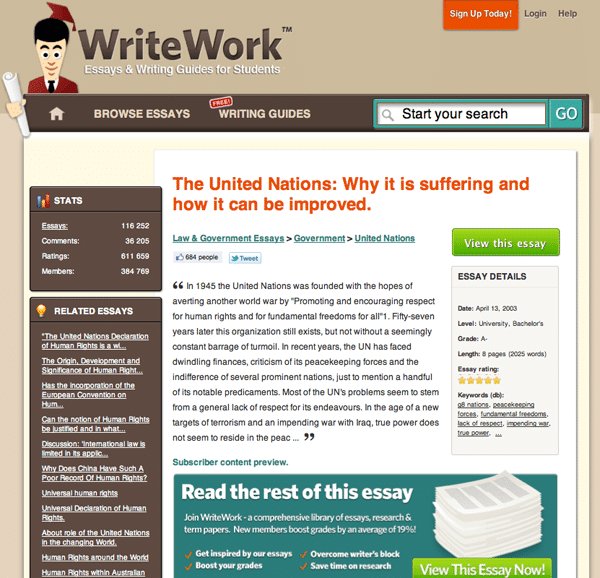 Sign Up Today! Login Help
WriteWork™
Essays & Writing Guides for Students
BROWSE ESSAYS
FREE!
WRITING GUIDES
Start your search
GO
STATS
Essays: 116 252
Comments: 36 205
Ratings: 611 659
Members: 384 769
RELATED ESSAYS
"The United Nations Declaration
of Human Rights is a wi...
The Origin, Development and
Significance of Human Right...
Has the Incorporation of the
European Convention on
Hum...
Can the notion of Human Rights
be justified and in what...
Discussion: 'International law is
limited in its applic...
Why Does China Have Such A
Poor Record Of Human Rights?
Universal human rights
Universal Declaration of Human
Rights.
About role of the United Nations
in the changing World.
Human Rights around the World
Human Rights within Australian
The United Nations: Why it is suffering and
how it can be improved.
Law & Government Essays > Government > United Nations
684 people
Tweet
“ In 1945 the United Nations was founded with the hopes of
averting another world war by "Promoting and encouraging respect
for human rights and for fundamental freedoms for all"1. Fifty-seven
years later this organization still exists, but not without a seemingly
constant barrage of turmoil. In recent years, the UN has faced
dwindling finances, criticism of its peacekeeping forces and the
indifference of several prominent nations, just to mention a handful
of its notable predicaments. Most of the UN's problems seem to stem
from a general lack of respect for its endeavours. In the age of a new
targets of terrorism and an impending war with Iraq, true power does
not seem to reside in the peac ... ”
Subscriber content preview.
View this essay
ESSAY DETAILS
Date: April 13, 2003
Level: University, Bachelor's
Grade: A-
Length: 8 pages (2025 words)
Essay rating:
Keywords (db):
g8 nations, peacekeeping
forces, fundamental freedoms,
lack of respect, impending war,
true power, ...
Read the rest of this essay
Join WriteWork - a comprehensive library of essays, research &
term papers. New members boost grades by an average of 19%!
Get inspired by our essays
Overcome writer's block
Boost your grades
Save time on research
View This Essay Now!